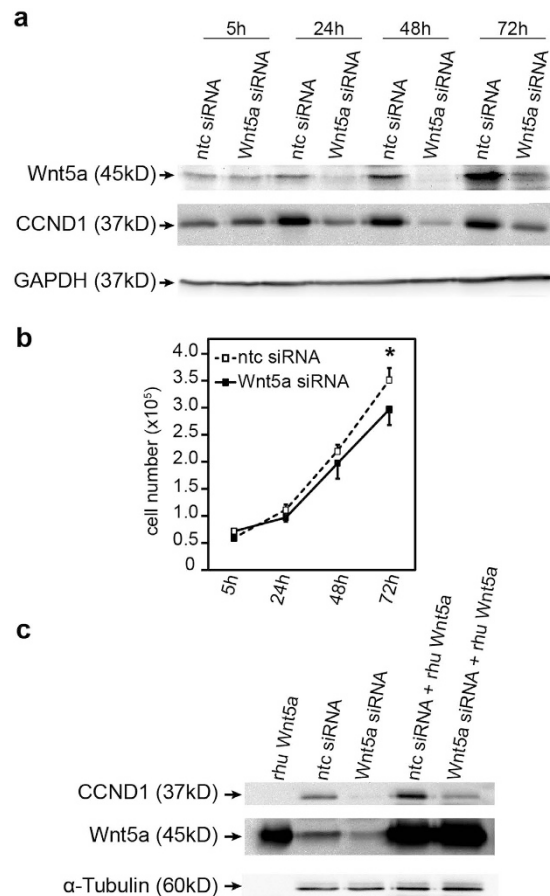 a
5h 24h 48h 72h
ntc siRNA Wnt5a siRNA ntc siRNA Wnt5a siRNA ntc siRNA Wnt5a siRNA ntc siRNA Wnt5a siRNA
Wnt5a (45kD)
CCND1 (37kD)
GAPDH (37kD)
b
cell number (x10⁵)
4.0
3.5
3.0
2.5
2.0
1.5
1.0
0.5
0
ntc siRNA
Wnt5a siRNA
*
5h 24h 48h 72h
c
rhu Wnt5a ntc siRNA Wnt5a siRNA ntc siRNA + rhu Wnt5a Wnt5a siRNA + rhu Wnt5a
CCND1 (37kD)
Wnt5a (45kD)
α-Tubulin (60kD)